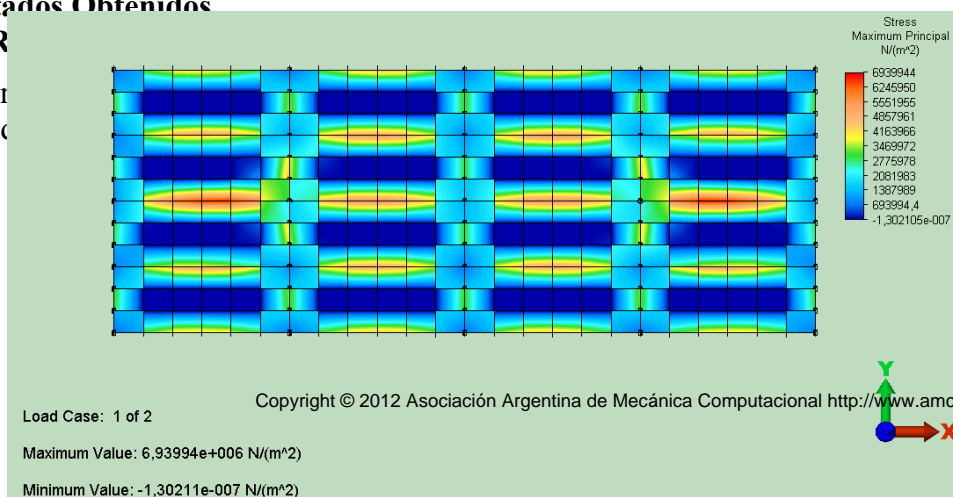 tados Obtenidos
R
Stress
Maximum Principal
N/(m^2)
6939944
6245950
5551955
4857961
4163966
3469972
2775978
2081983
1387989
693994,4
-1,302105e-007
Y
X
Copyright © 2012 Asociación Argentina de Mecánica Computacional http://www.amc
Load Case: 1 of 2
Maximum Value: 6,93994e+006 N/(m^2)
Minimum Value: -1,30211e-007 N/(m^2)